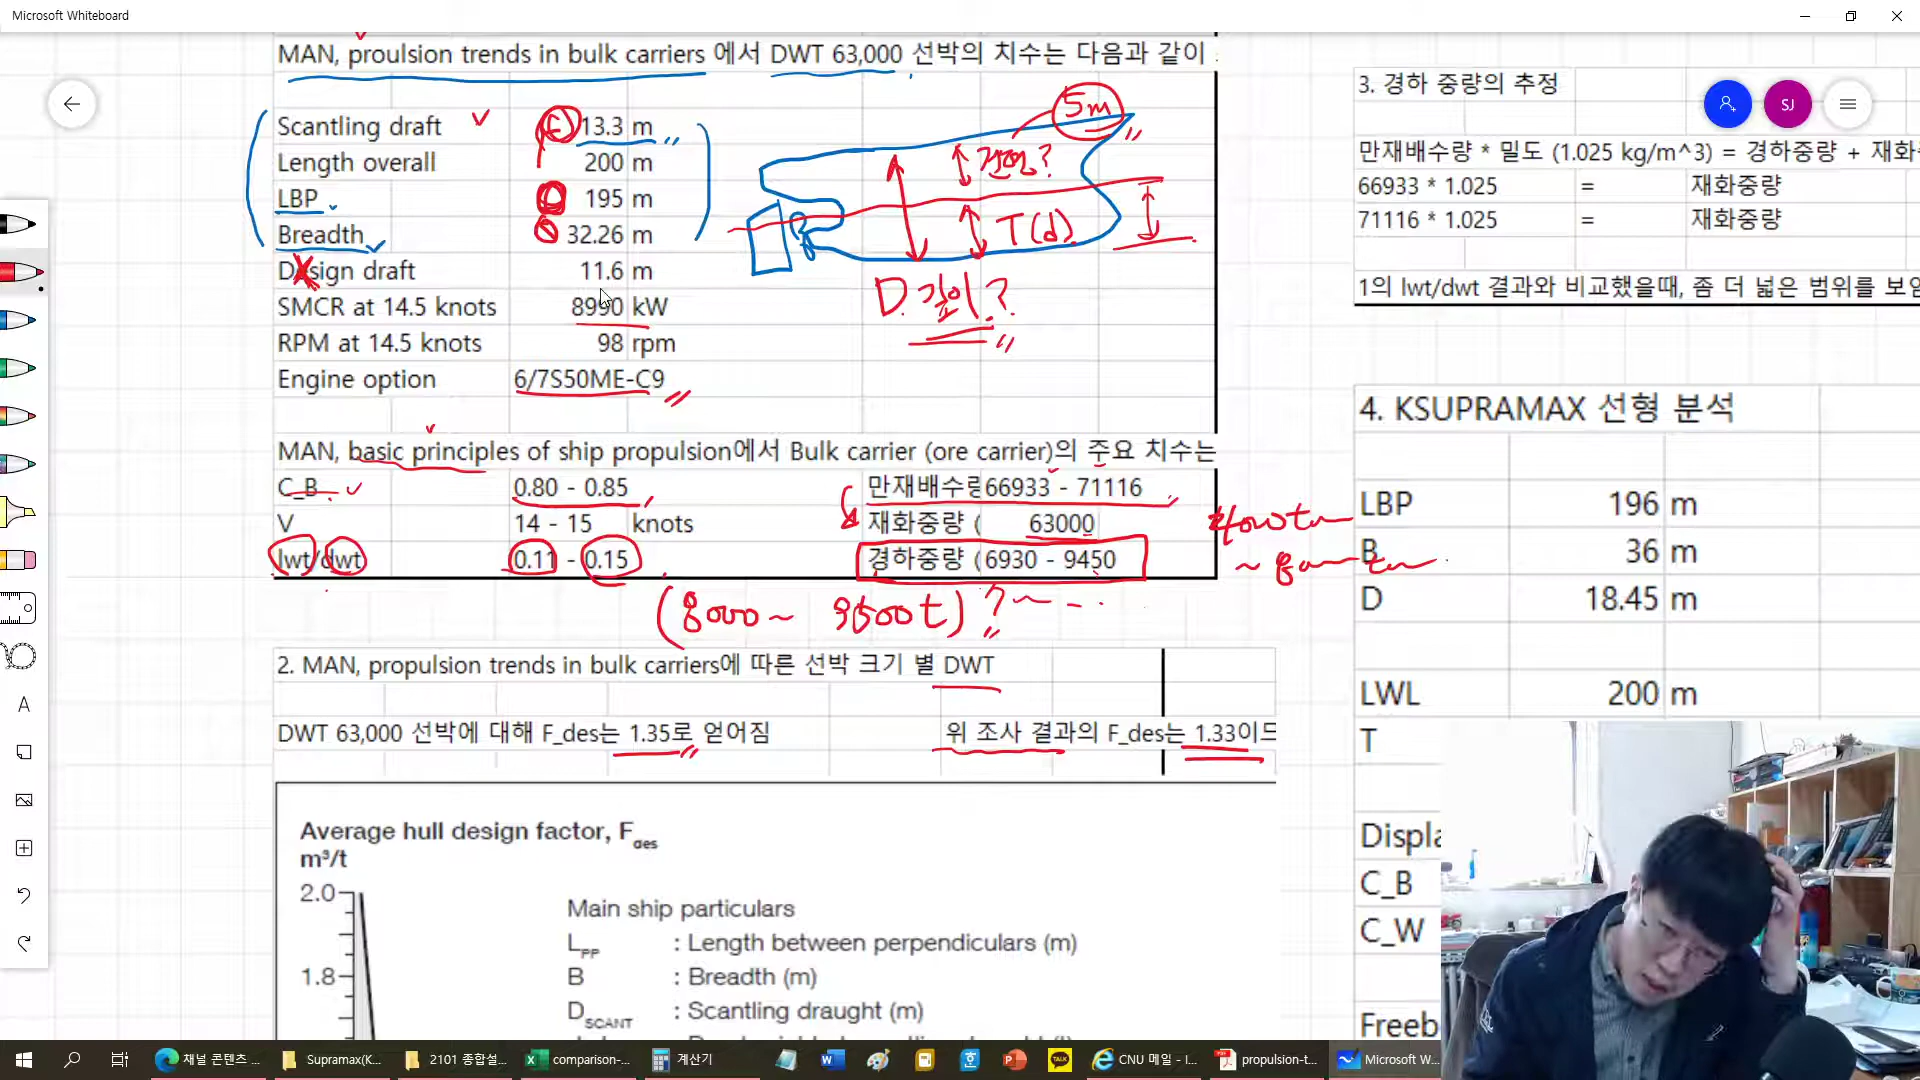 Microsoft Whiteboard
MAN, proulsion trends in bulk carriers 에서 DWT 63,000 선박의 치수는 다음과 같이
Scantling draft 13.3 m
Length overall 200 m
LBP 195 m
Breadth 32.26 m
Design draft 11.6 m
SMCR at 14.5 knots 8990 kW
RPM at 14.5 knots 98 rpm
Engine option 6/7S50ME-C9
5m
건현?
T(d)
D. 깊이?
MAN, basic principles of ship propulsion에서 Bulk carrier (ore carrier)의 주요 치수는
C_B 0.80 - 0.85 만재배수량 66933 - 71116
V 14 - 15 knots 재화중량 ( 63000
lwt/dwt 0.11 - 0.15 경하중량 ( 6930 - 9450
(8000~ 9500t)?~
2. MAN, propulsion trends in bulk carriers에 따른 선박 크기 별 DWT
DWT 63,000 선박에 대해 F_des는 1.35로 얻어짐 위 조사 결과의 F_des는 1.33이므
Average hull design factor, F des
m³/t
2.0
1.8
Main ship particulars
LPP : Length between perpendiculars (m)
B : Breadth (m)
DSCANT : Scantling draught (m)
3. 경하 중량의 추정
만재배수량 * 밀도 (1.025 kg/m^3) = 경하중량 + 재화
66933 * 1.025 = 재화중량
71116 * 1.025 = 재화중량
1의 lwt/dwt 결과와 비교했을때, 좀 더 넓은 범위를 보임
SJ
4. KSUPRAMAX 선형 분석
LBP 196 m
B 36 m
D 18.45 m
LWL 200 m
T
Displa
C_B
C_W
Freeb
A
채널 콘텐츠 ...
Supramax(K...
2101 종합설...
comparison-...
계산기
CNU 메일 - I...
propulsion-t...
Microsoft W...